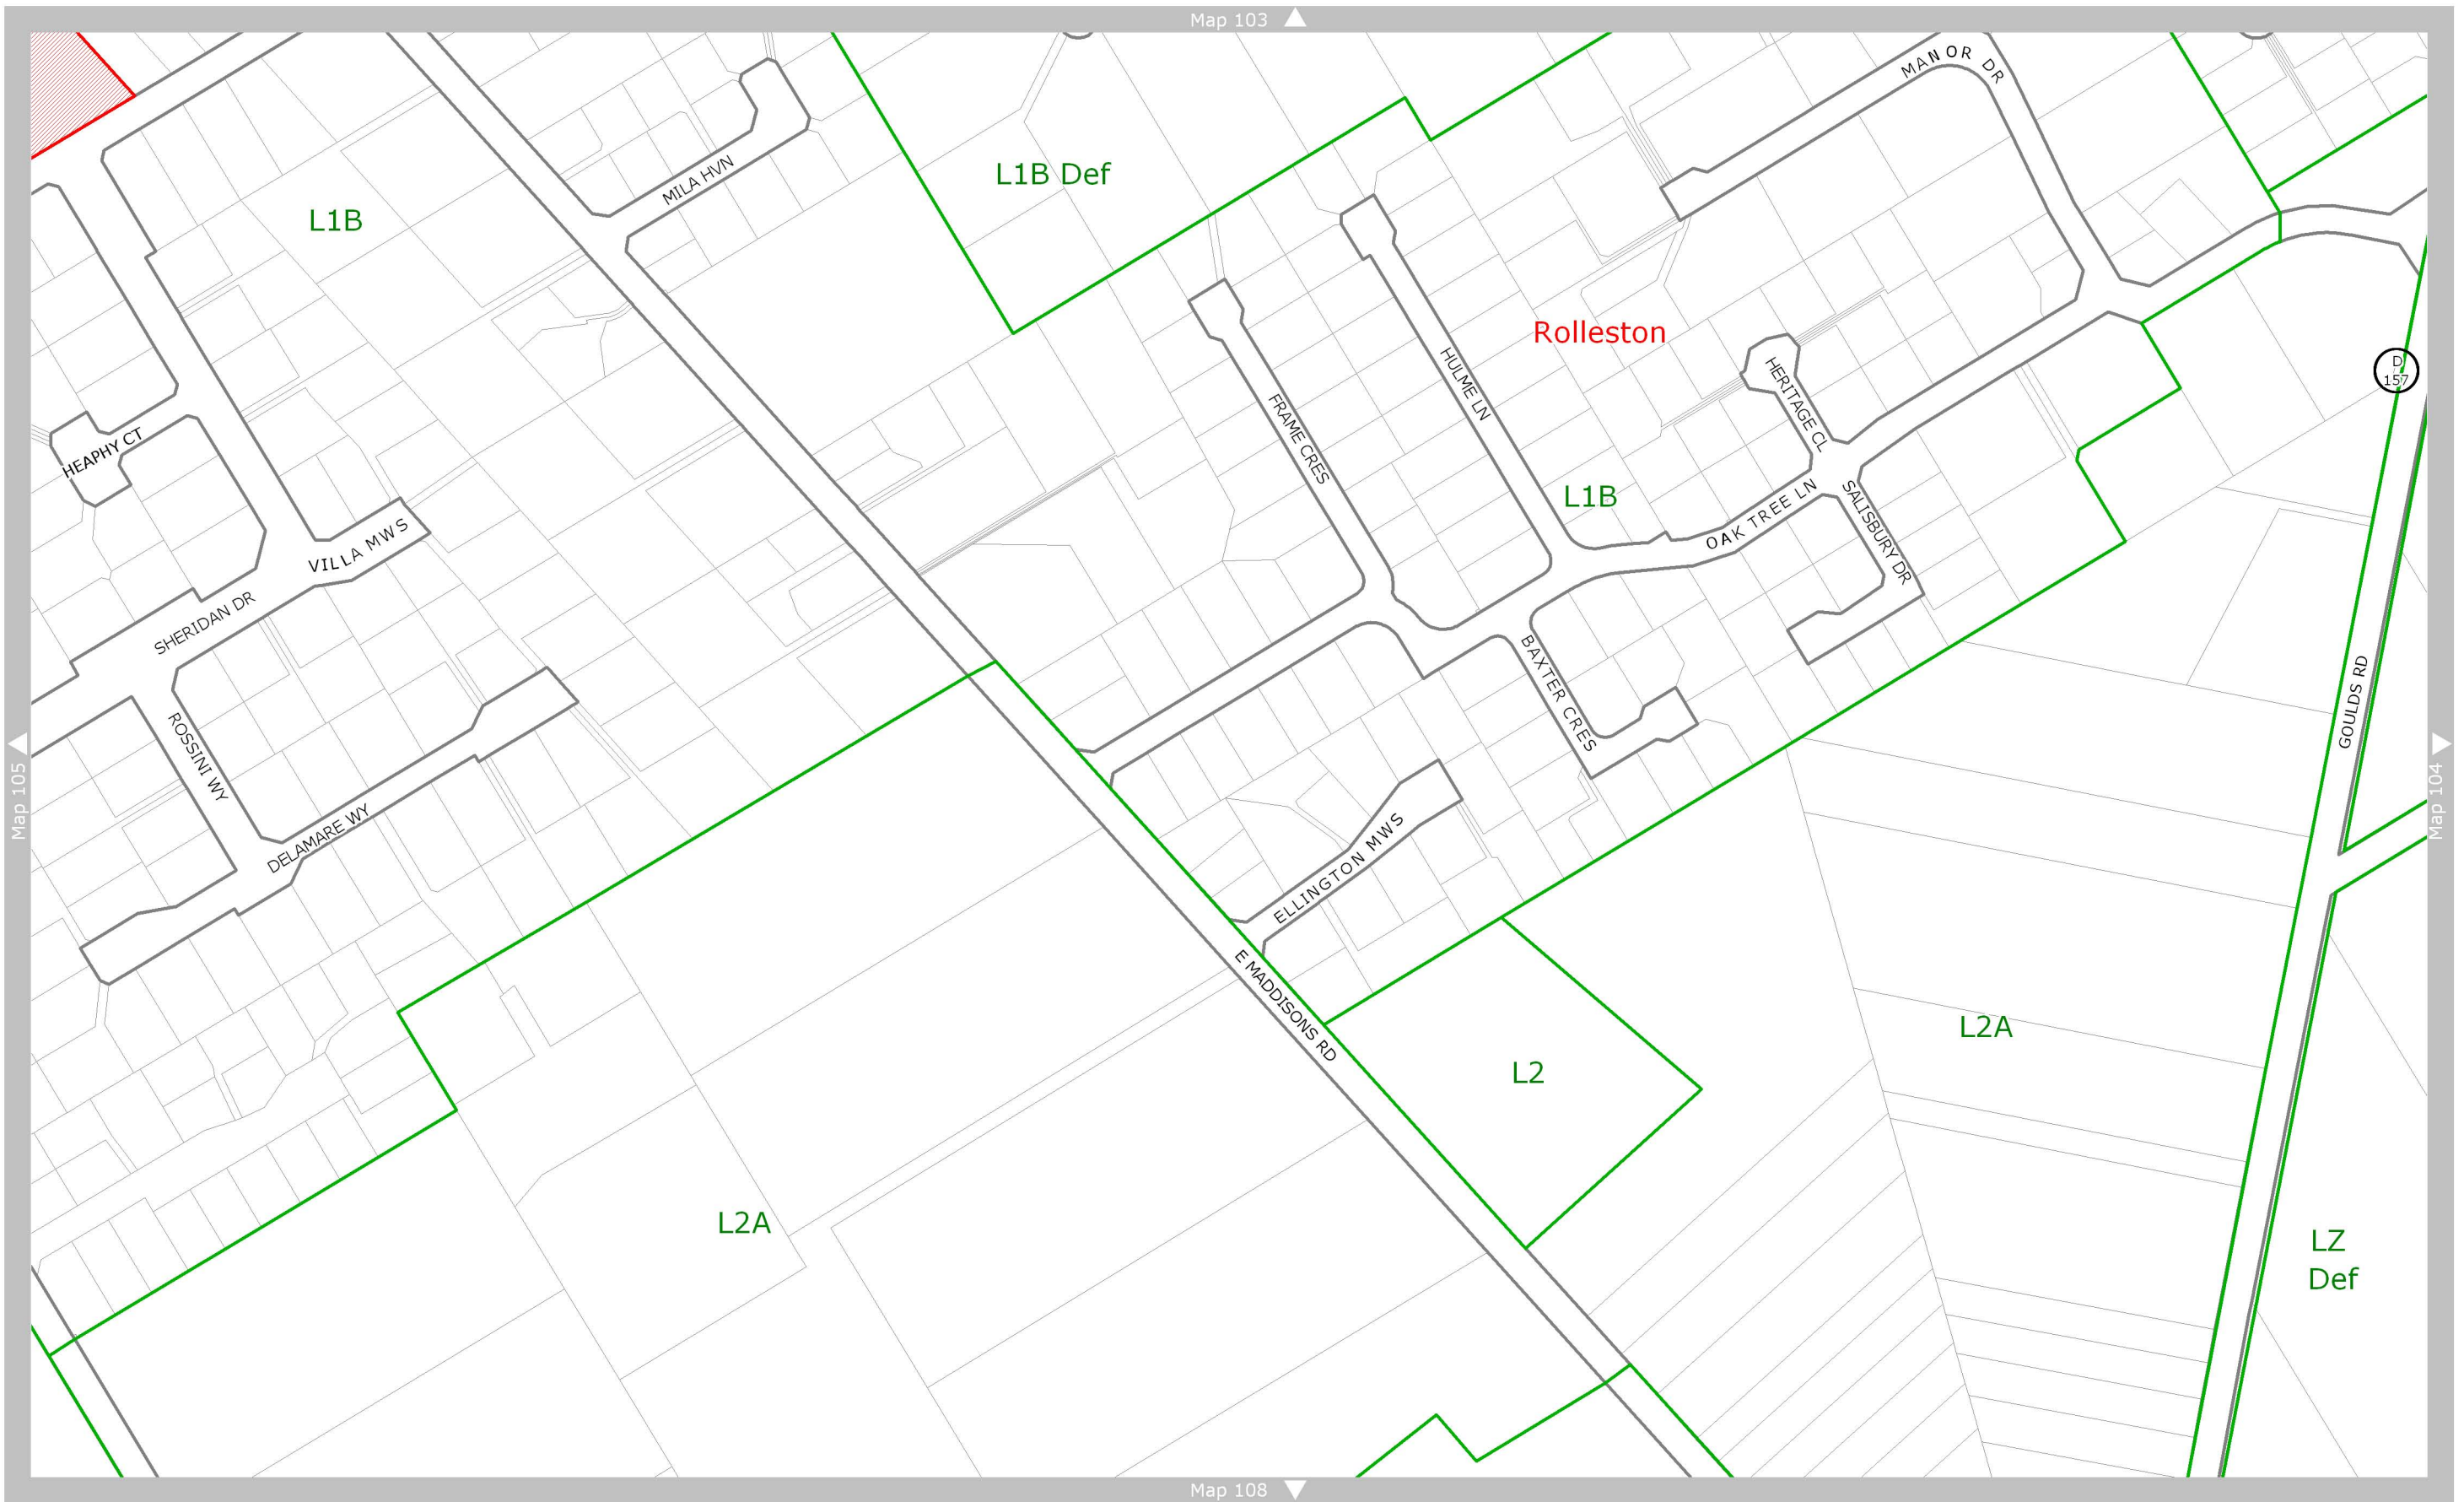 Map 103
MANOR DR
L1B Def
MILA HVN
L1B
Rolleston
D
157
HULME LN
HERITAGE CL
FRAME CRES
HEAPHY CT
L1B
OAK TREE LN
SALISBURY DR
VILLA MWS
SHERIDAN DR
BAXTER CRES
GOULDS RD
ROSSINI WY
Map 105
Map 104
DELAMARE WY
ELLINGTON MWS
E MADDISONS RD
L2A
L2
L2A
LZ
Def
Map 108